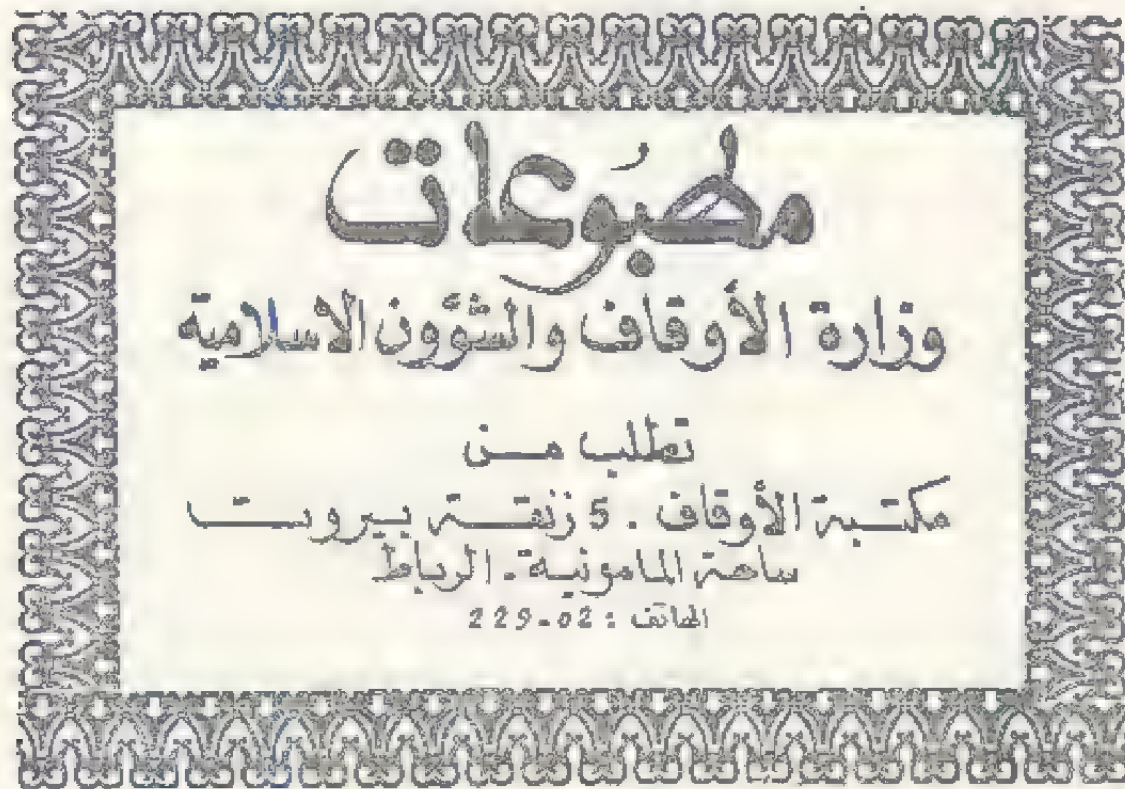 مطبوعات
وزارة الأوقاف والشؤون الاسلامية
تطلب من
مكتبة الأوقاف . 5 زنقة بيروت
ساحة المامونية - الرباط
الهاتف : 02-229